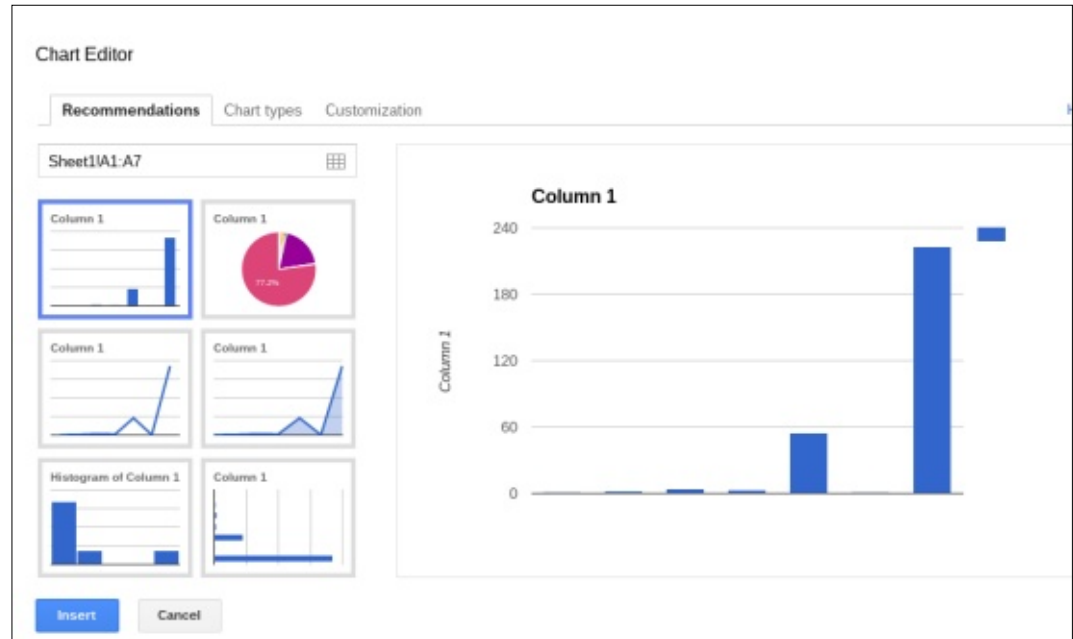 Chart Editor
Recommendations Chart types Customization
Sheet1!A1:A7
Column 1
Column 1
77.2%
Column 1
Column 1
Histogram of Column 1
Column 1
Insert Cancel
Column 1
240
180
120
60
0
Column 1